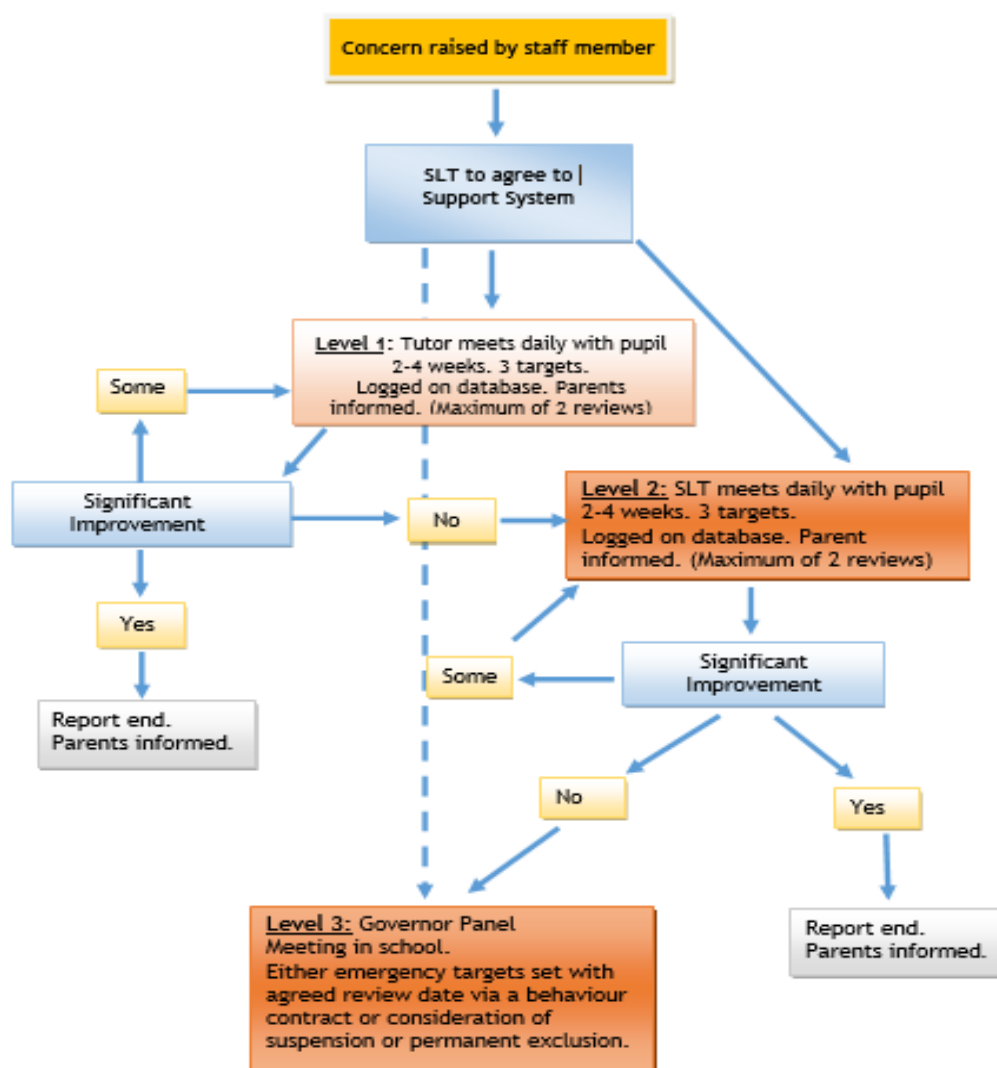 Concern raised by staff member
SLT to agree to
Support System
Level 1: Tutor meets daily with pupil
2-4 weeks. 3 targets.
Logged on database. Parents
informed. (Maximum of 2 reviews)
Some
Significant
Improvement
No
Level 2: SLT meets daily with pupil
2-4 weeks. 3 targets.
Logged on database. Parent
informed. (Maximum of 2 reviews)
Yes
Some
Significant
Improvement
Report end.
Parents informed.
No
Yes
Level 3: Governor Panel
Meeting in school.
Either emergency targets set with
agreed review date via a behaviour
contract or consideration of
suspension or permanent exclusion.
Report end.
Parents informed.